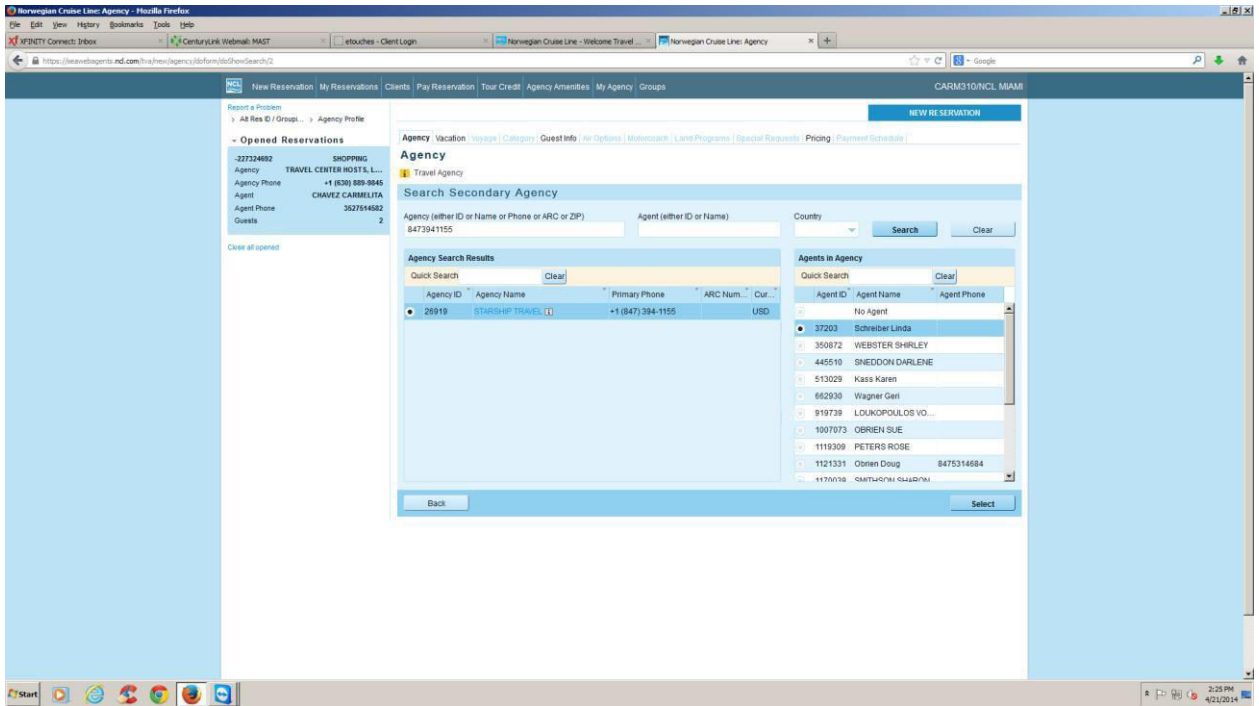 Norwegian Cruise Line: Agency - Mozilla Firefox
File Edit View History Bookmarks Tools Help
XFINITY Connect: Inbox
CenturyLink Webmail: MAST
etouches - Client Login
Norwegian Cruise Line - Welcome Travel ...
Norwegian Cruise Line: Agency
https://seawebagents.ncl.com/tva/new/agency/doform/doShowSearch/2
Google
NCL New Reservation My Reservations Clients Pay Reservation Tour Credit Agency Amenities My Agency Groups CARM310/NCL MIAMI
Report a Problem
> Alt Res ID / Groupi... > Agency Profile
NEW RESERVATION
Opened Reservations
-227324692 SHOPPING
Agency TRAVEL CENTER HOSTS, L...
Agency Phone +1 (630) 889-9845
Agent CHAVEZ CARMELITA
Agent Phone 3527514582
Guests 2
Close all opened
Agency Vacation Voyage Category Guest Info Air Options Motorcoach Land Programs Special Requests Pricing Payment Schedule
Agency
Travel Agency
Search Secondary Agency
Agency (either ID or Name or Phone or ARC or ZIP) Agent (either ID or Name) Country
8473941155 Search Clear
Agency Search Results
Quick Search Clear
Agency ID Agency Name Primary Phone ARC Num... Cur...
26919 STARSHIP TRAVEL +1 (847) 394-1155 USD
Agents in Agency
Quick Search Clear
Agent ID Agent Name Agent Phone
No Agent
37203 Schreiber Linda
350872 WEBSTER SHIRLEY
445510 SNEDDON DARLENE
513029 Kass Karen
662930 Wagner Geri
919739 LOUKOPOULOS VO...
1007073 OBRIEN SUE
1119309 PETERS ROSE
1121331 Obrien Doug 8475314684
1170039 SMITHSON SHARON
Back Select
Start
2:25 PM
4/21/2014